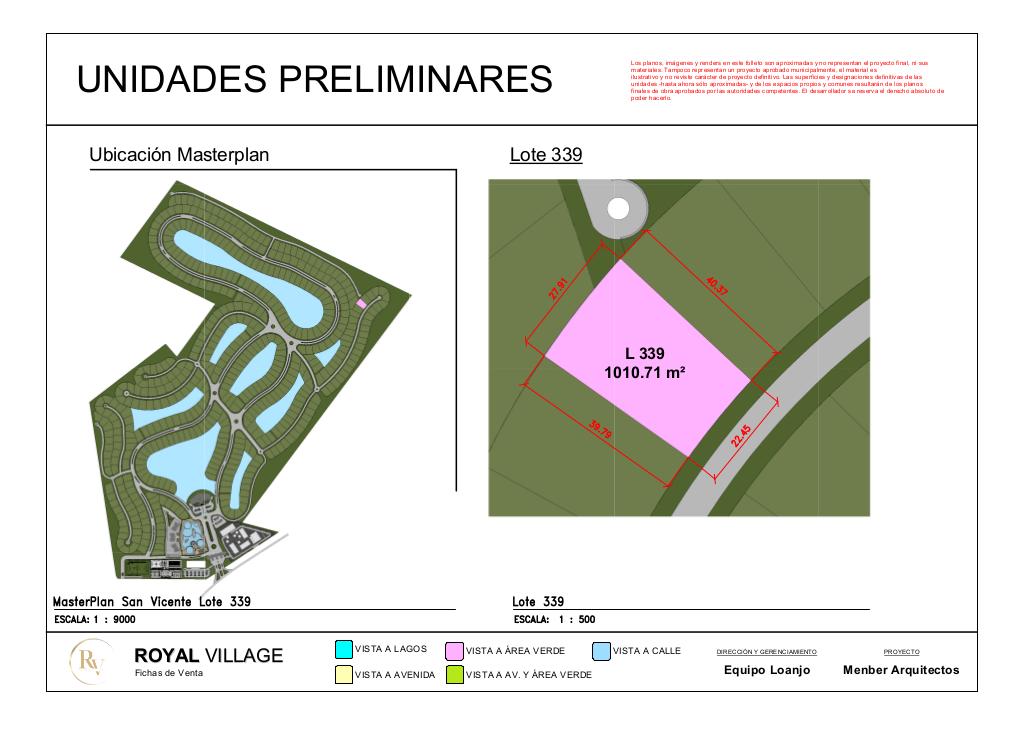 UNIDADES PRELIMINARES
Los planos, imágenes y renders en este folleto son aproximadas y no representan el proyecto final, ni sus
materiales. Tampoco representan un proyecto aprobado municipalmente, el material es
ilustrativo y no reviste carácter de proyecto definitivo. Las superficies y designaciones definitivas de las
unidades -hasta ahora sólo aproximadas- y de los espacios propios y comunes resultarán de los planos
finales de obra aprobados por las autoridades competentes. El desarrollador se reserva el derecho absoluto de
poder hacerlo.
Ubicación Masterplan
Lote 339
27.91
40.37
L 339
1010.71 m²
39.79
22.45
MasterPlan San Vicente Lote 339
ESCALA: 1 : 9000
Lote 339
ESCALA: 1 : 500
RV
ROYAL VILLAGE
Fichas de Venta
VISTA A LAGOS
VISTA A ÁREA VERDE
VISTA A CALLE
VISTA A AVENIDA
VISTA A AV. Y ÁREA VERDE
DIRECCIÓN Y GERENCIAMIENTO
Equipo Loanjo
PROYECTO
Menber Arquitectos